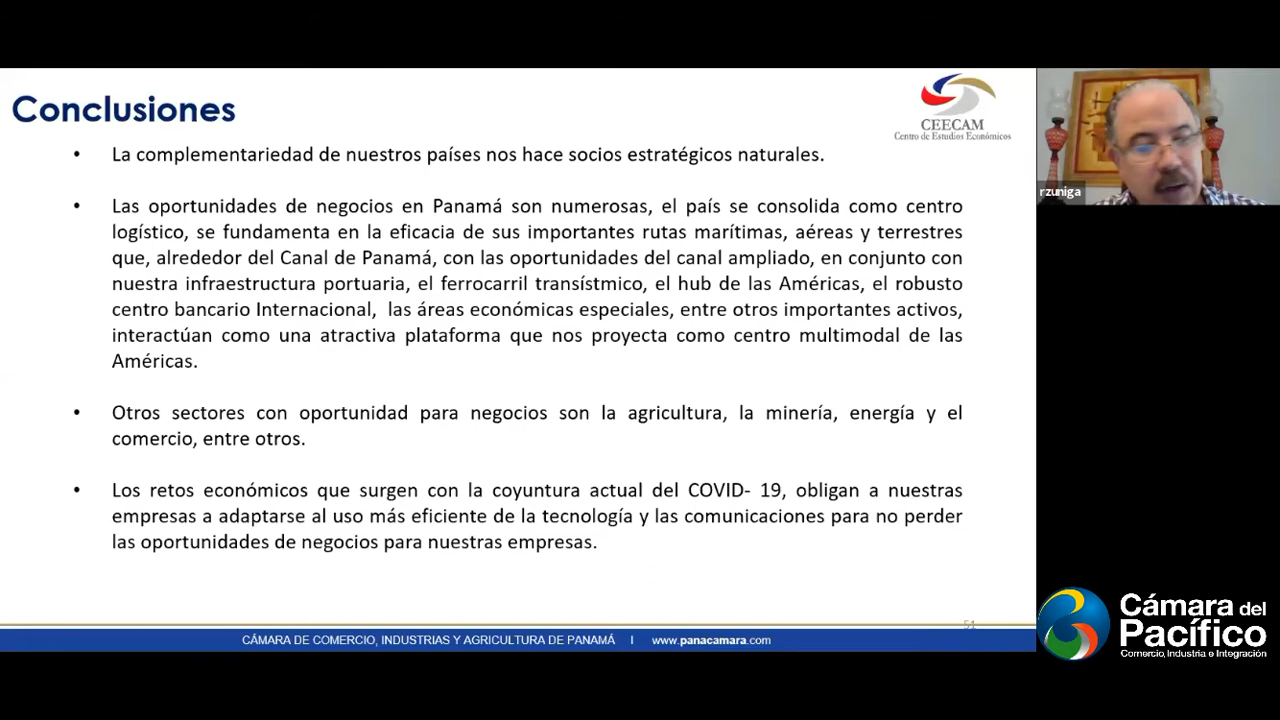 Conclusiones
CEECAM
Centro de Estudios Económicos
• La complementariedad de nuestros países nos hace socios estratégicos naturales.
• Las oportunidades de negocios en Panamá son numerosas, el país se consolida como centro
logístico, se fundamenta en la eficacia de sus importantes rutas marítimas, aéreas y terrestres
que, alrededor del Canal de Panamá, con las oportunidades del canal ampliado, en conjunto con
nuestra infraestructura portuaria, el ferrocarril transístmico, el hub de las Américas, el robusto
centro bancario Internacional, las áreas económicas especiales, entre otros importantes activos,
interactúan como una atractiva plataforma que nos proyecta como centro multimodal de las
Américas.
• Otros sectores con oportunidad para negocios son la agricultura, la minería, energía y el
comercio, entre otros.
• Los retos económicos que surgen con la coyuntura actual del COVID- 19, obligan a nuestras
empresas a adaptarse al uso más eficiente de la tecnología y las comunicaciones para no perder
las oportunidades de negocios para nuestras empresas.
51
CÁMARA DE COMERCIO, INDUSTRIAS Y AGRICULTURA DE PANAMÁ I www.panacamara.com
rzuniga
Cámara del
Pacífico
Comercio, Industria e Integración